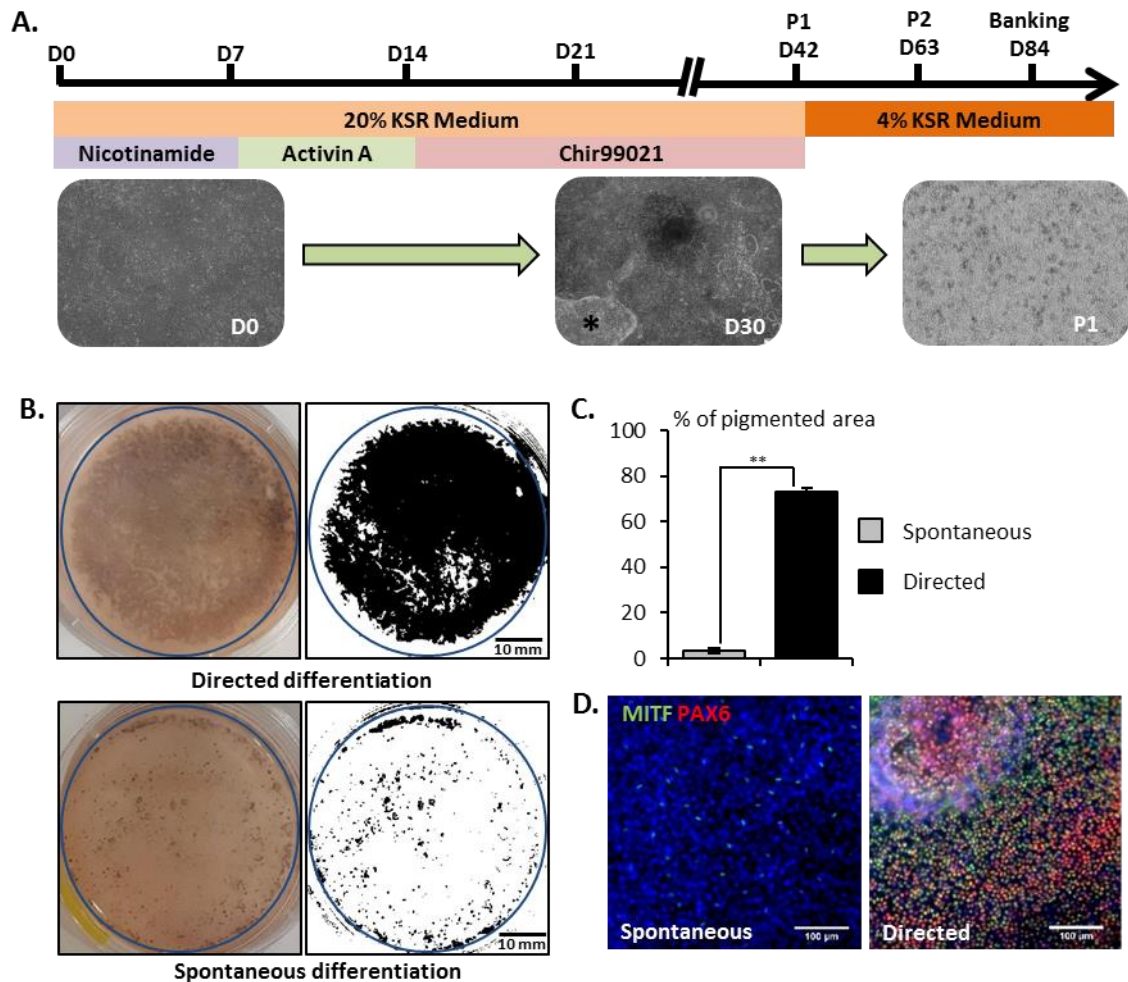 A.
D0
D7
D14
D21
P1
D42
P2
D63
Banking
D84
20% KSR Medium
4% KSR Medium
Nicotinamide
Activin A
Chir99021
D0
*
D30
P1
B.
10 mm
Directed differentiation
10 mm
Spontaneous differentiation
C.
% of pigmented area
100
80
60
40
20
0
**
Spontaneous
Directed
D.
MITF PAX6
Spontaneous
100 µm
Directed
100 µm